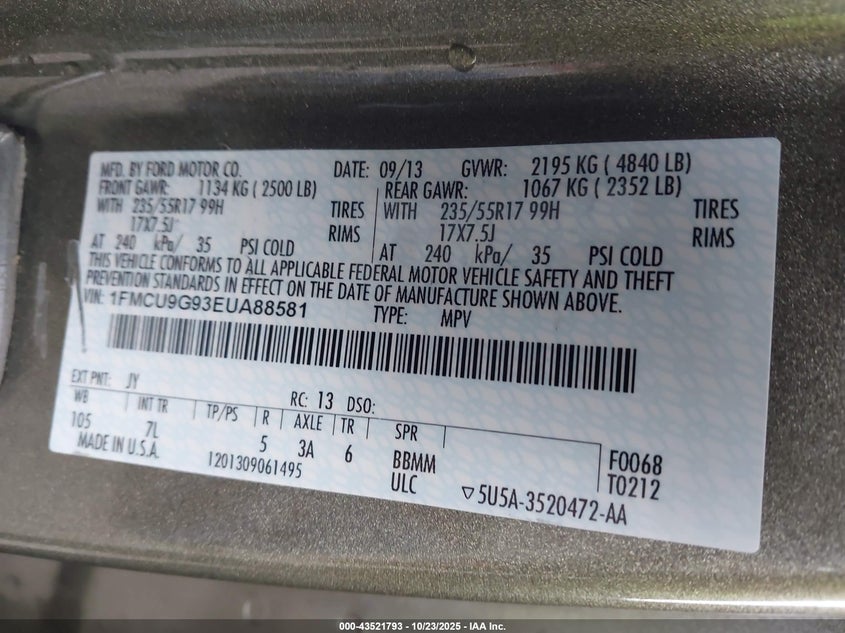 MFD. BY FORD MOTOR CO. DATE: 09/13 GVWR: 2195 KG ( 4840 LB)
FRONT GAWR: 1134 KG ( 2500 LB) REAR GAWR: 1067 KG ( 2352 LB)
WITH 235/55R17 99H TIRES WITH 235/55R17 99H TIRES
17X7.5J RIMS 17X7.5J RIMS
AT 240 kPa/ 35 PSI COLD AT 240 kPa/ 35 PSI COLD
THIS VEHICLE CONFORMS TO ALL APPLICABLE FEDERAL MOTOR VEHICLE SAFETY AND THEFT
PREVENTION STANDARDS IN EFFECT ON THE DATE OF MANUFACTURE SHOWN ABOVE.
VIN: 1FMCU9G93EUA88581 TYPE: MPV
EXT PNT: JY RC: 13 DSO:
WB INT TR TP/PS R AXLE TR SPR
105 7L 5 3A 6 BBMM F0068
MADE IN U.S.A. 1201309061495 ULC T0212
▽5U5A-3520472-AA
000-43521793 - 10/23/2025 - IAA Inc.